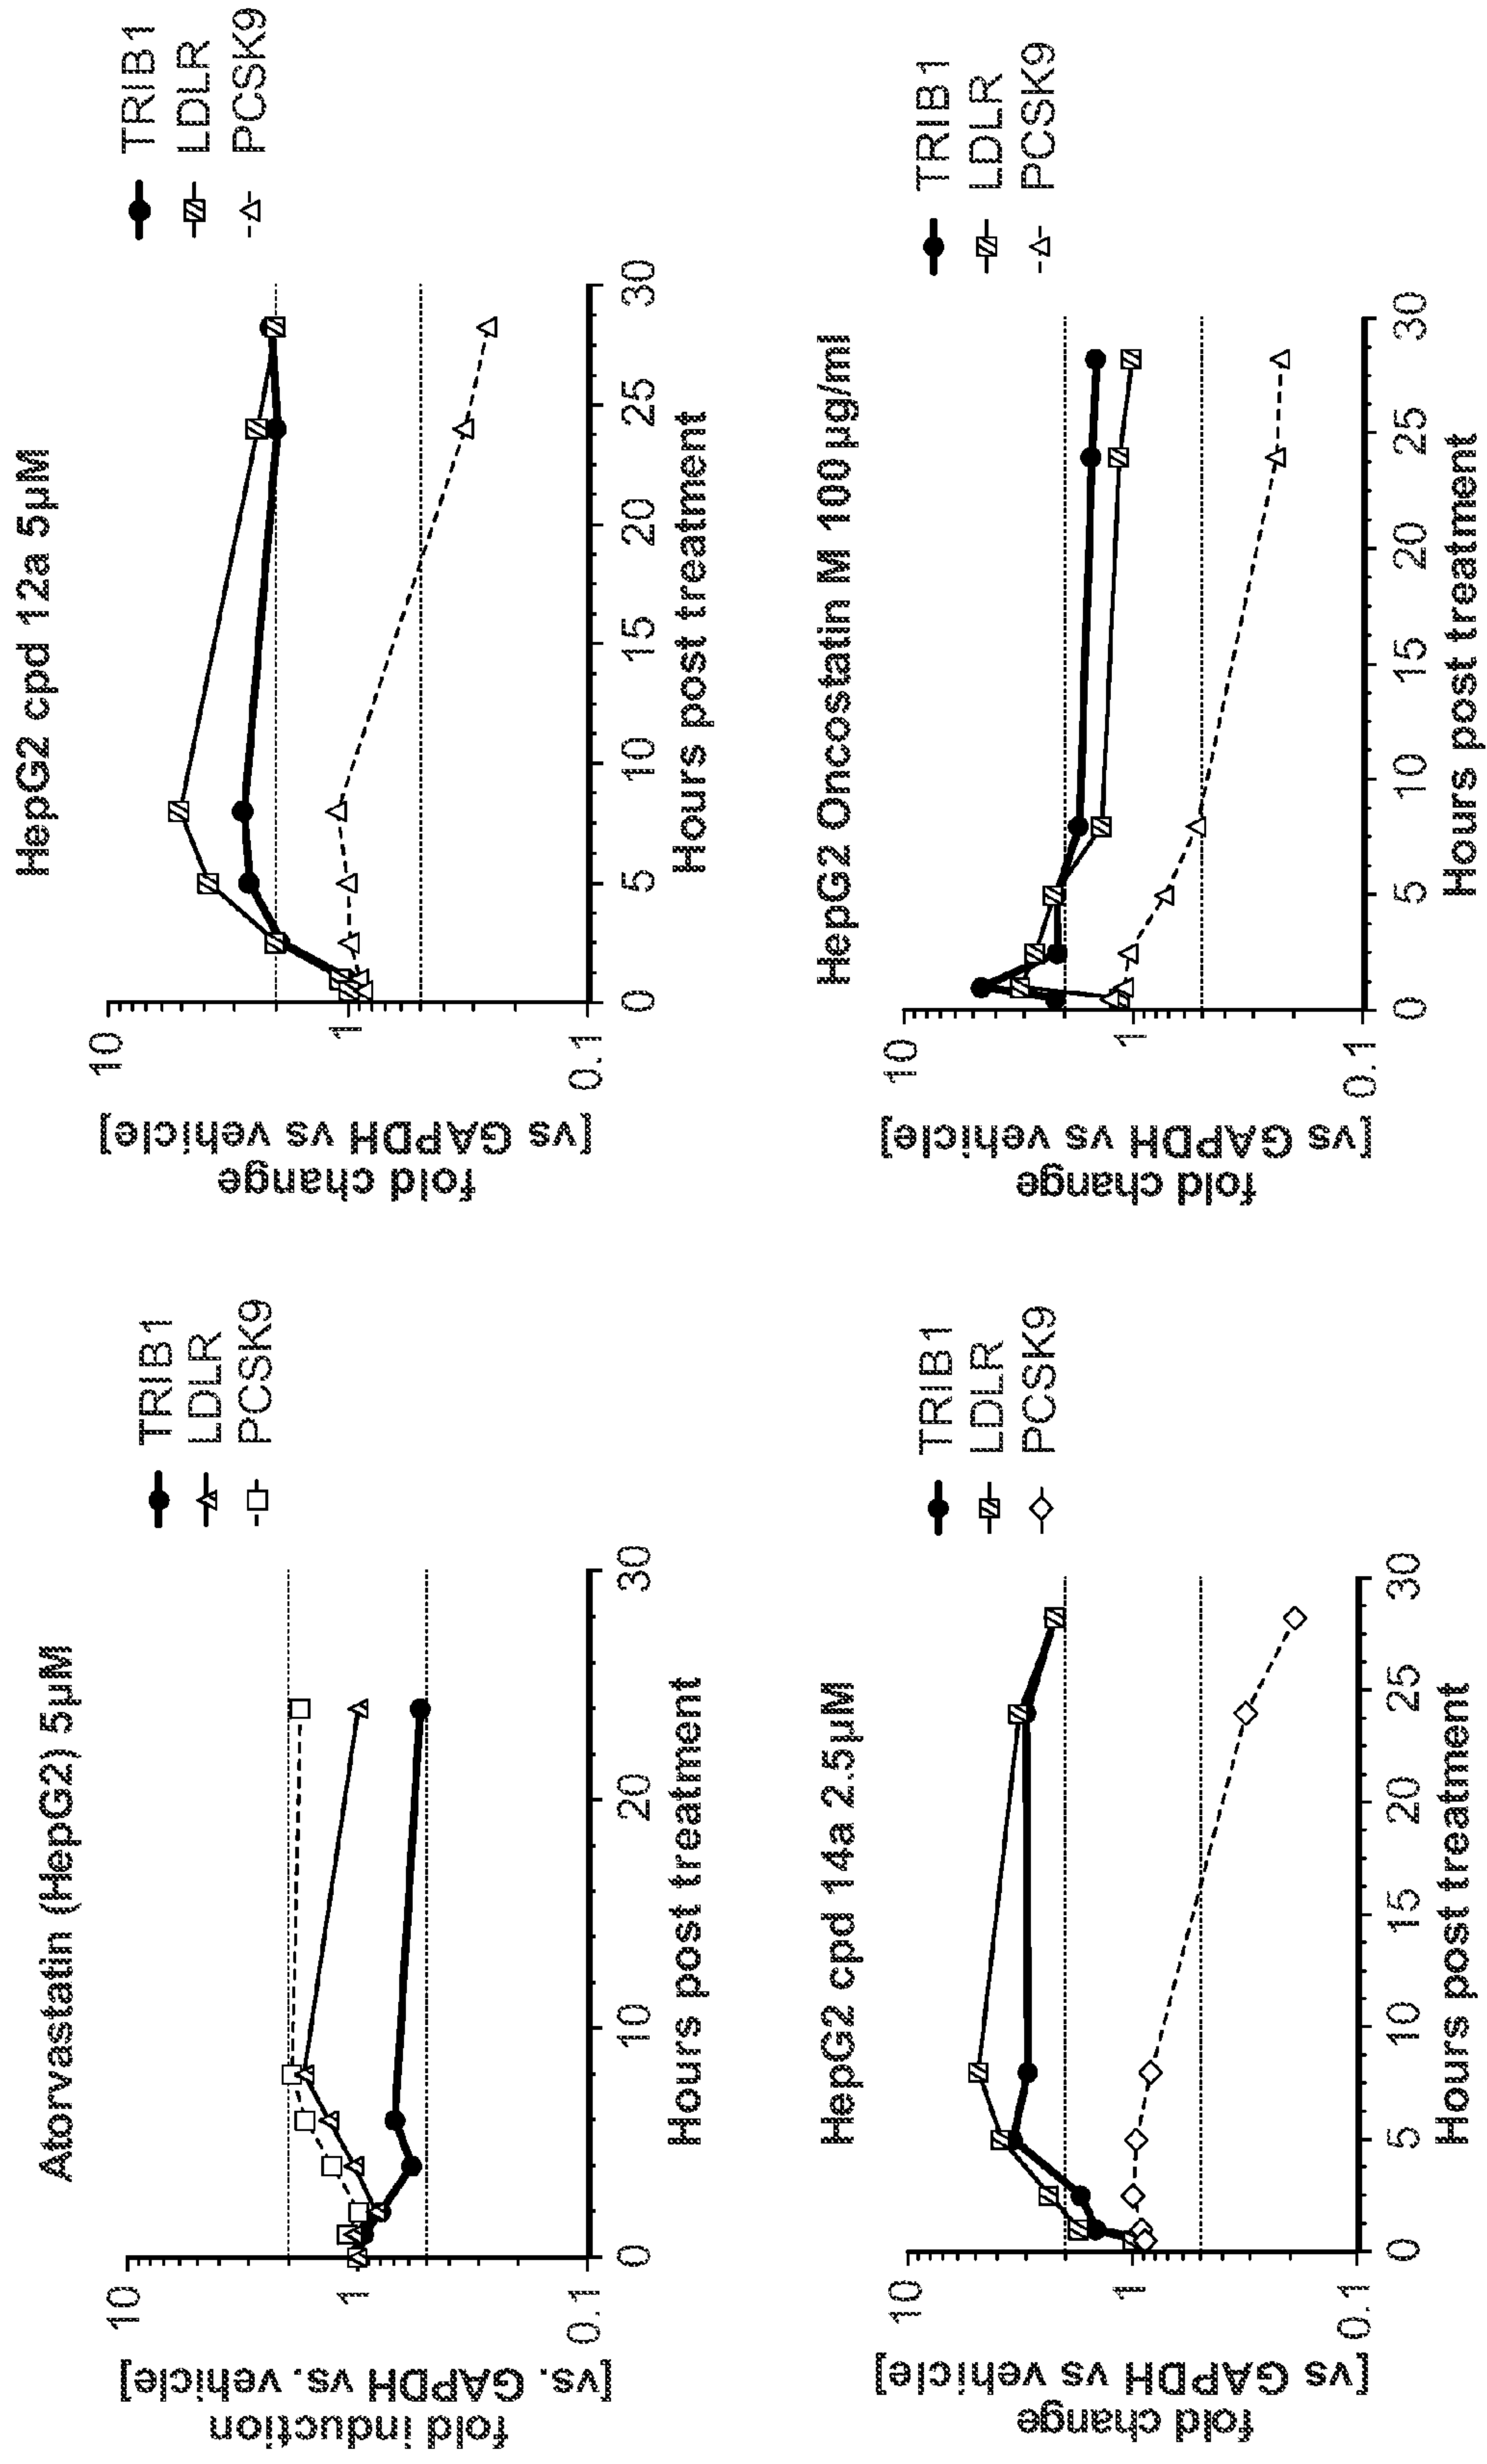 Atorvastatin (HepG2) 5µM
fold induction
[vs. GAPDH vs. vehicle]
10
1
0.1
0
10
20
30
Hours post treatment
TRIB1
LDLR
PCSK9
HepG2 cpd 12a 5µM
fold change
[vs GAPDH vs vehicle]
10
1
0.1
0
5
10
15
20
25
30
Hours post treatment
TRIB1
LDLR
PCSK9
HepG2 cpd 14a 2.5µM
fold change
[vs GAPDH vs vehicle]
10
1
0.1
0
5
10
15
20
25
30
Hours post treatment
TRIB1
LDLR
PCSK9
HepG2 Oncostatin M 100µg/ml
fold change
[vs GAPDH vs vehicle]
10
1
0.1
0
5
10
15
20
25
30
Hours post treatment
TRIB1
LDLR
PCSK9